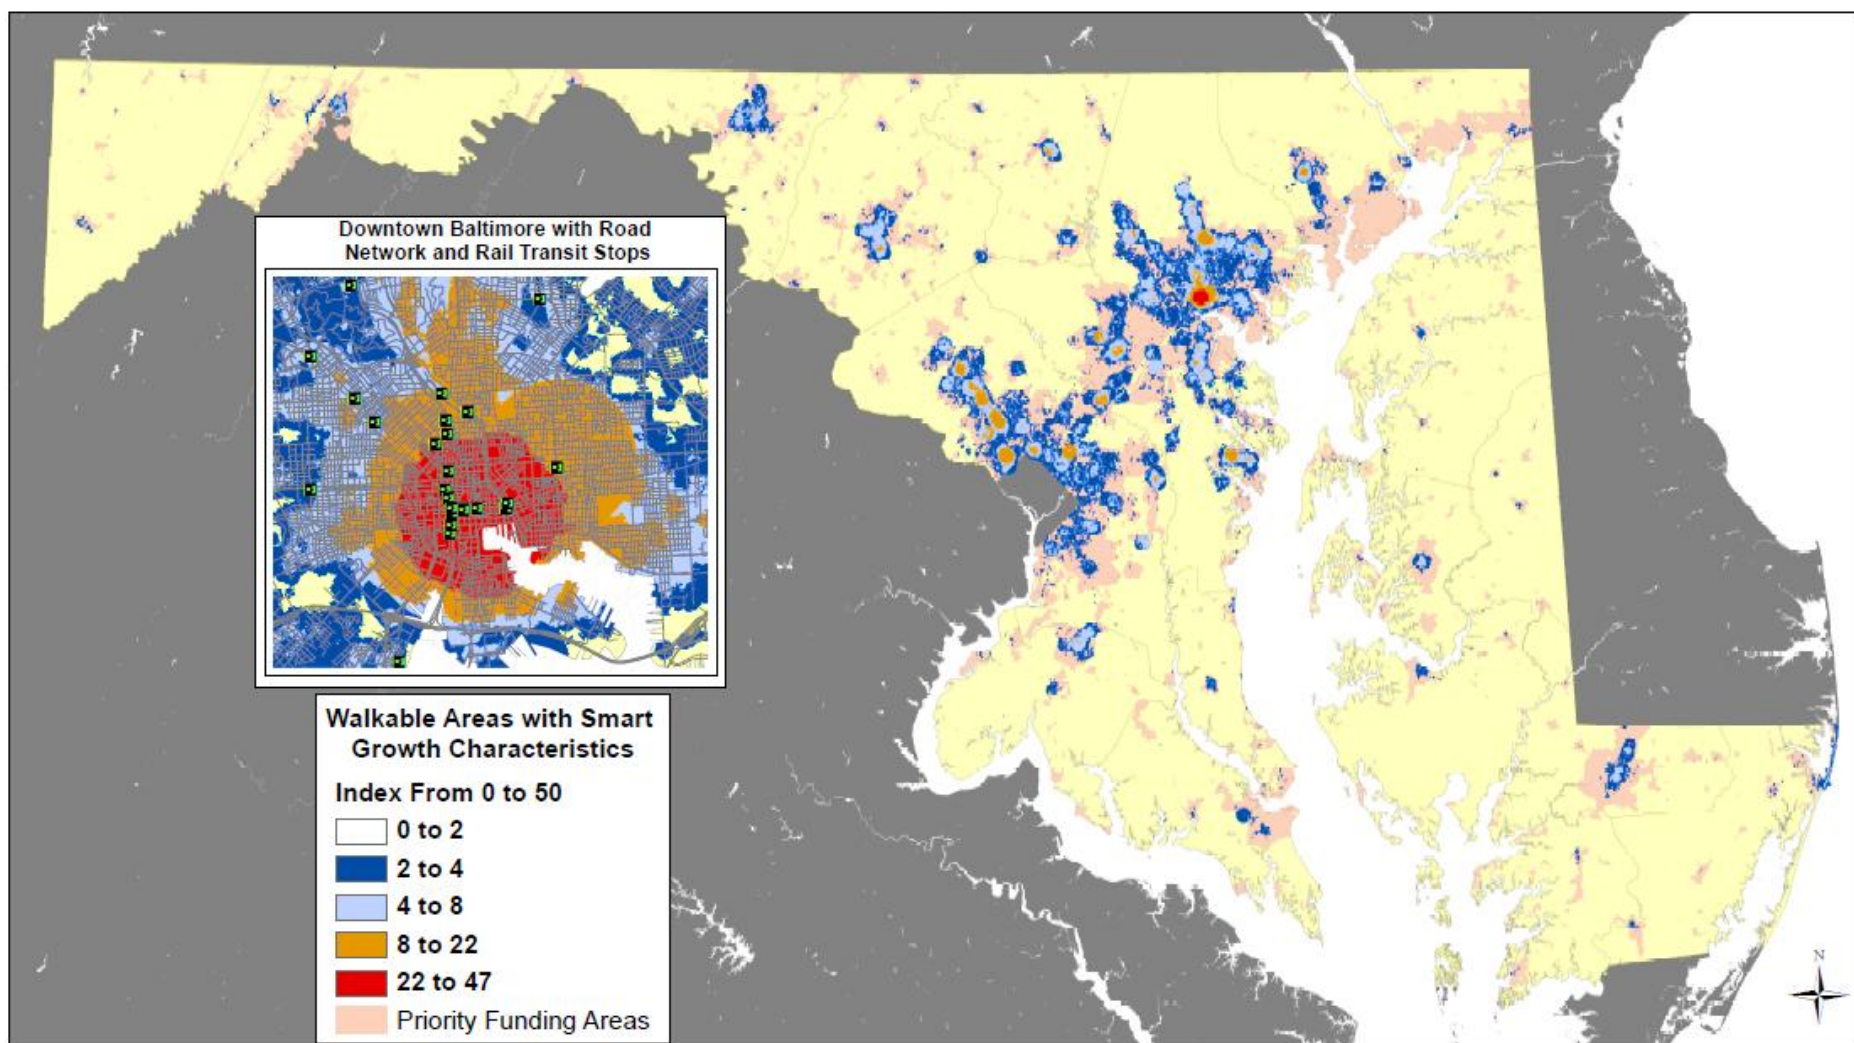 Downtown Baltimore with Road
Network and Rail Transit Stops
Walkable Areas with Smart
Growth Characteristics
Index From 0 to 50
0 to 2
2 to 4
4 to 8
8 to 22
22 to 47
Priority Funding Areas
N